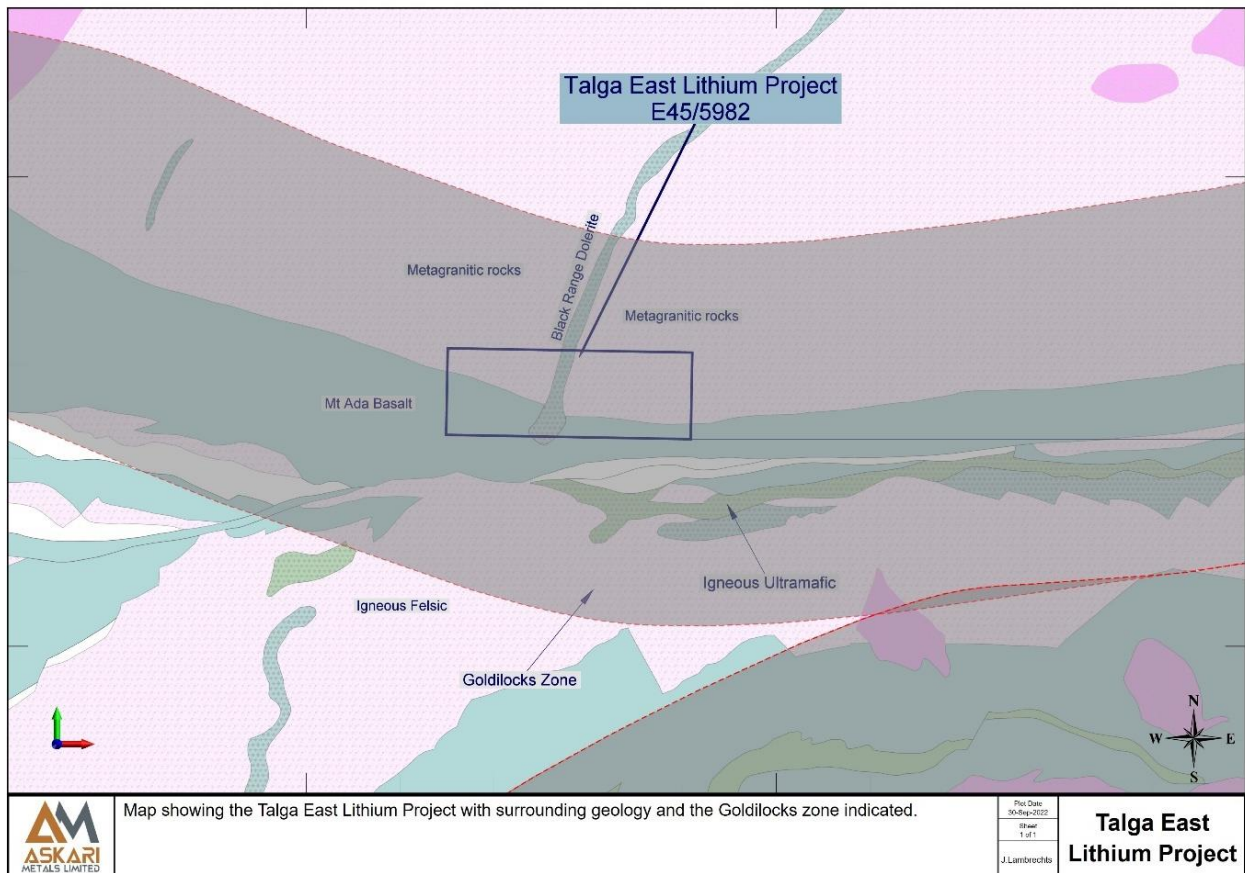 Talga East Lithium Project
E45/5982
Black Range Dolerite
Metagranitic rocks
Metagranitic rocks
Mt Ada Basalt
Igneous Ultramafic
Igneous Felsic
Goldilocks Zone
N
W
E
S
AM
ASKARI
METALS LIMITED
Map showing the Talga East Lithium Project with surrounding geology and the Goldilocks zone indicated.
Plot Date
30-Sep-2022
Sheet
1 of 1
J.Lambrechts
Talga East
Lithium Project